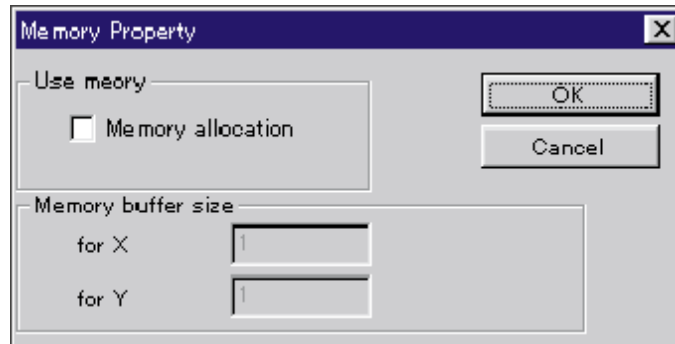 Memory Property
Use meory
Memory allocation
OK
Cancel
Memory buffer size
for X
1
for Y
1